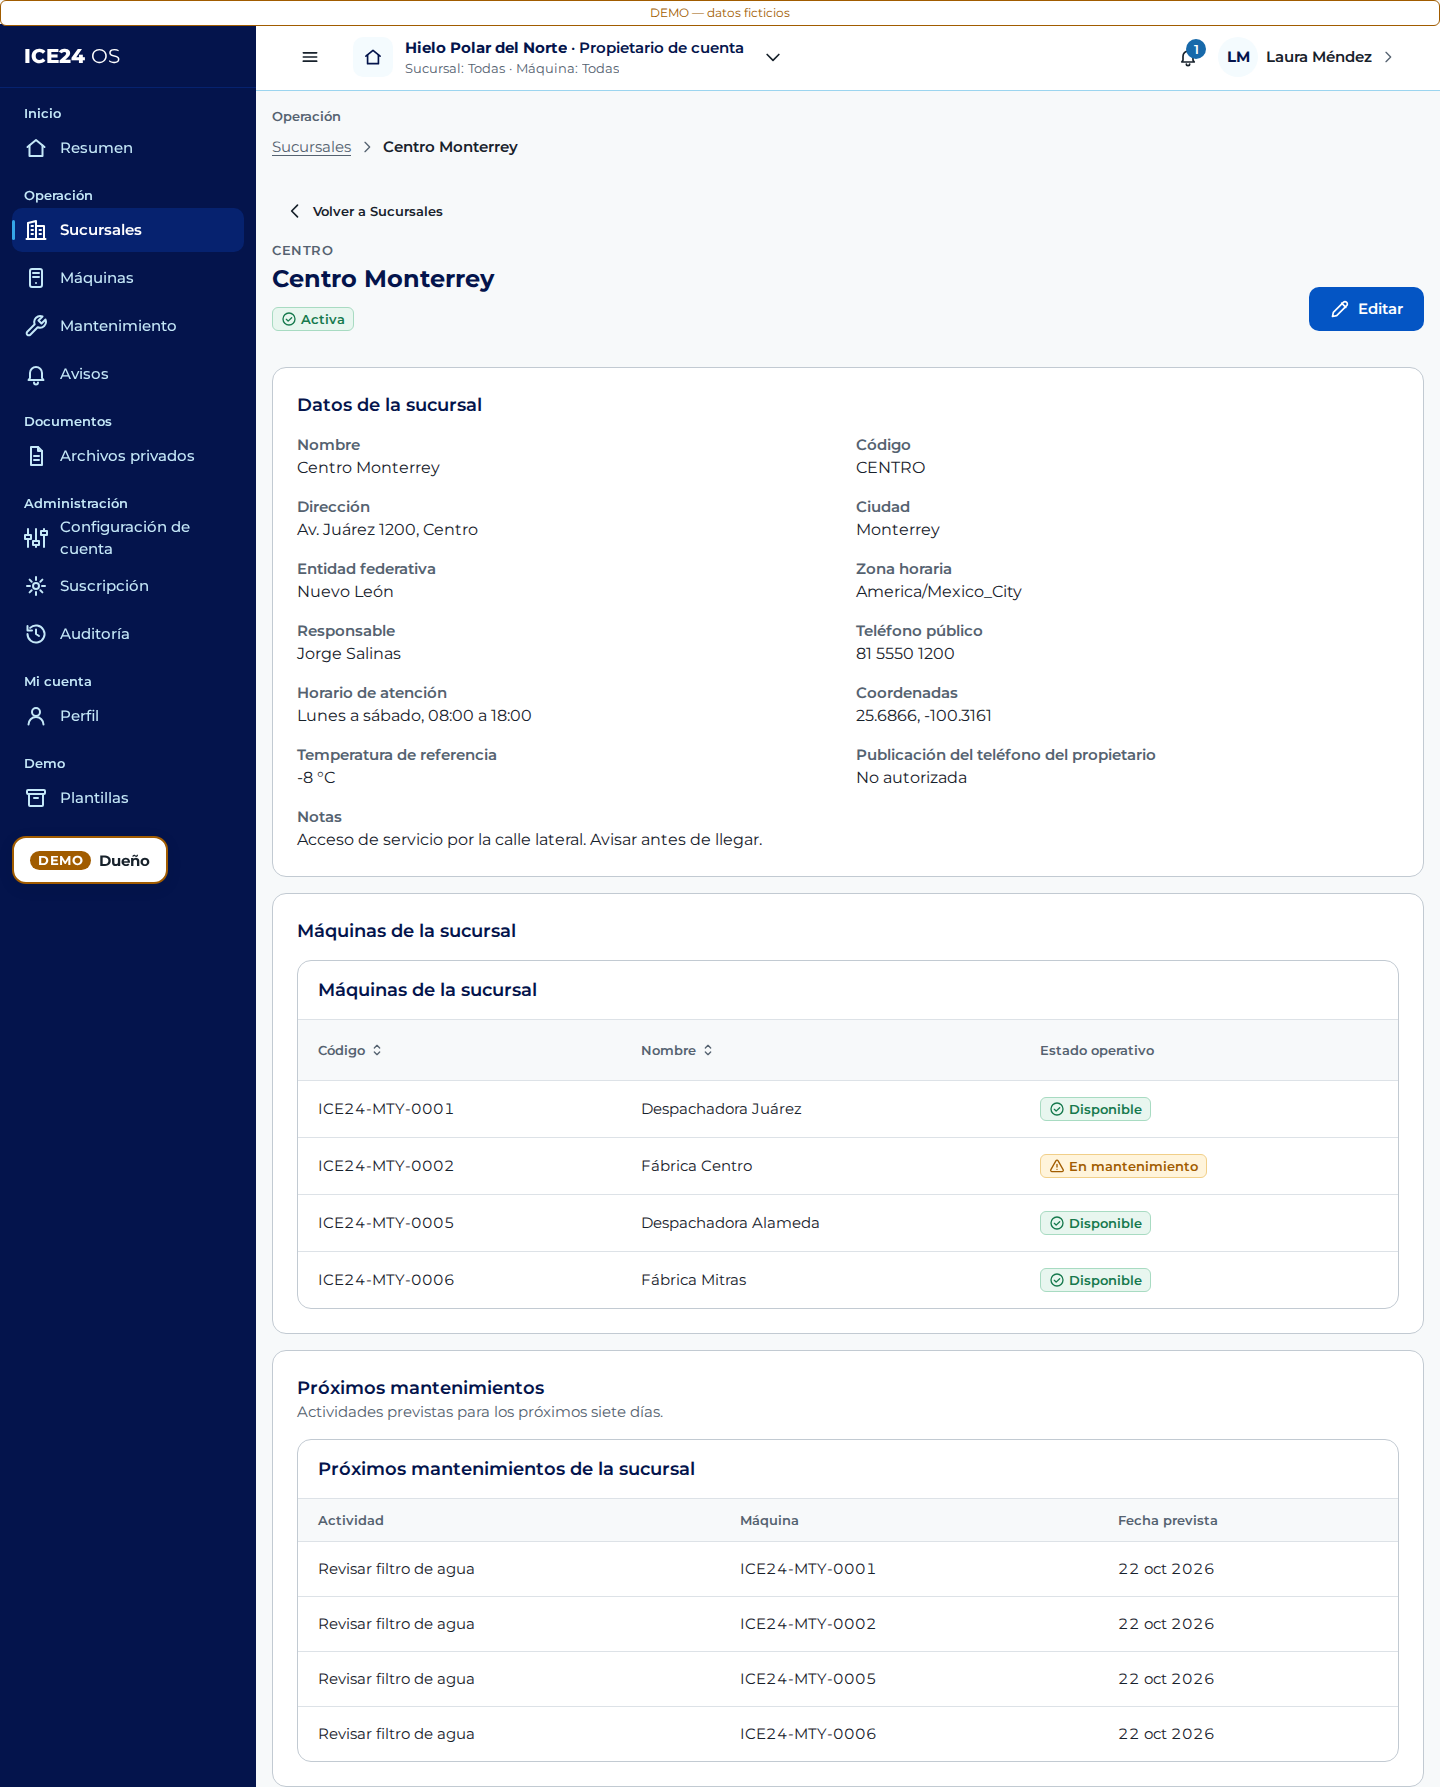 DEMO — datos ficticios
ICE24 OS
Inicio
Resumen
Operación
Sucursales
Máquinas
Mantenimiento
Avisos
Documentos
Archivos privados
Administración
Configuración de
cuenta
Suscripción
Auditoría
Mi cuenta
Perfil
Demo
Plantillas
DEMO Dueño
Hielo Polar del Norte · Propietario de cuenta
Sucursal: Todas · Máquina: Todas
1
LM Laura Méndez
Operación
Sucursales > Centro Monterrey
Volver a Sucursales
CENTRO
Centro Monterrey
Activa
Editar
Datos de la sucursal
Nombre
Centro Monterrey
Código
CENTRO
Dirección
Av. Juárez 1200, Centro
Ciudad
Monterrey
Entidad federativa
Nuevo León
Zona horaria
America/Mexico_City
Responsable
Jorge Salinas
Teléfono público
81 5550 1200
Horario de atención
Lunes a sábado, 08:00 a 18:00
Coordenadas
25.6866, -100.3161
Temperatura de referencia
-8 °C
Publicación del teléfono del propietario
No autorizada
Notas
Acceso de servicio por la calle lateral. Avisar antes de llegar.
Máquinas de la sucursal
Máquinas de la sucursal
Código Nombre Estado operativo
ICE24-MTY-0001 Despachadora Juárez Disponible
ICE24-MTY-0002 Fábrica Centro En mantenimiento
ICE24-MTY-0005 Despachadora Alameda Disponible
ICE24-MTY-0006 Fábrica Mitras Disponible
Próximos mantenimientos
Actividades previstas para los próximos siete días.
Próximos mantenimientos de la sucursal
Actividad Máquina Fecha prevista
Revisar filtro de agua ICE24-MTY-0001 22 oct 2026
Revisar filtro de agua ICE24-MTY-0002 22 oct 2026
Revisar filtro de agua ICE24-MTY-0005 22 oct 2026
Revisar filtro de agua ICE24-MTY-0006 22 oct 2026